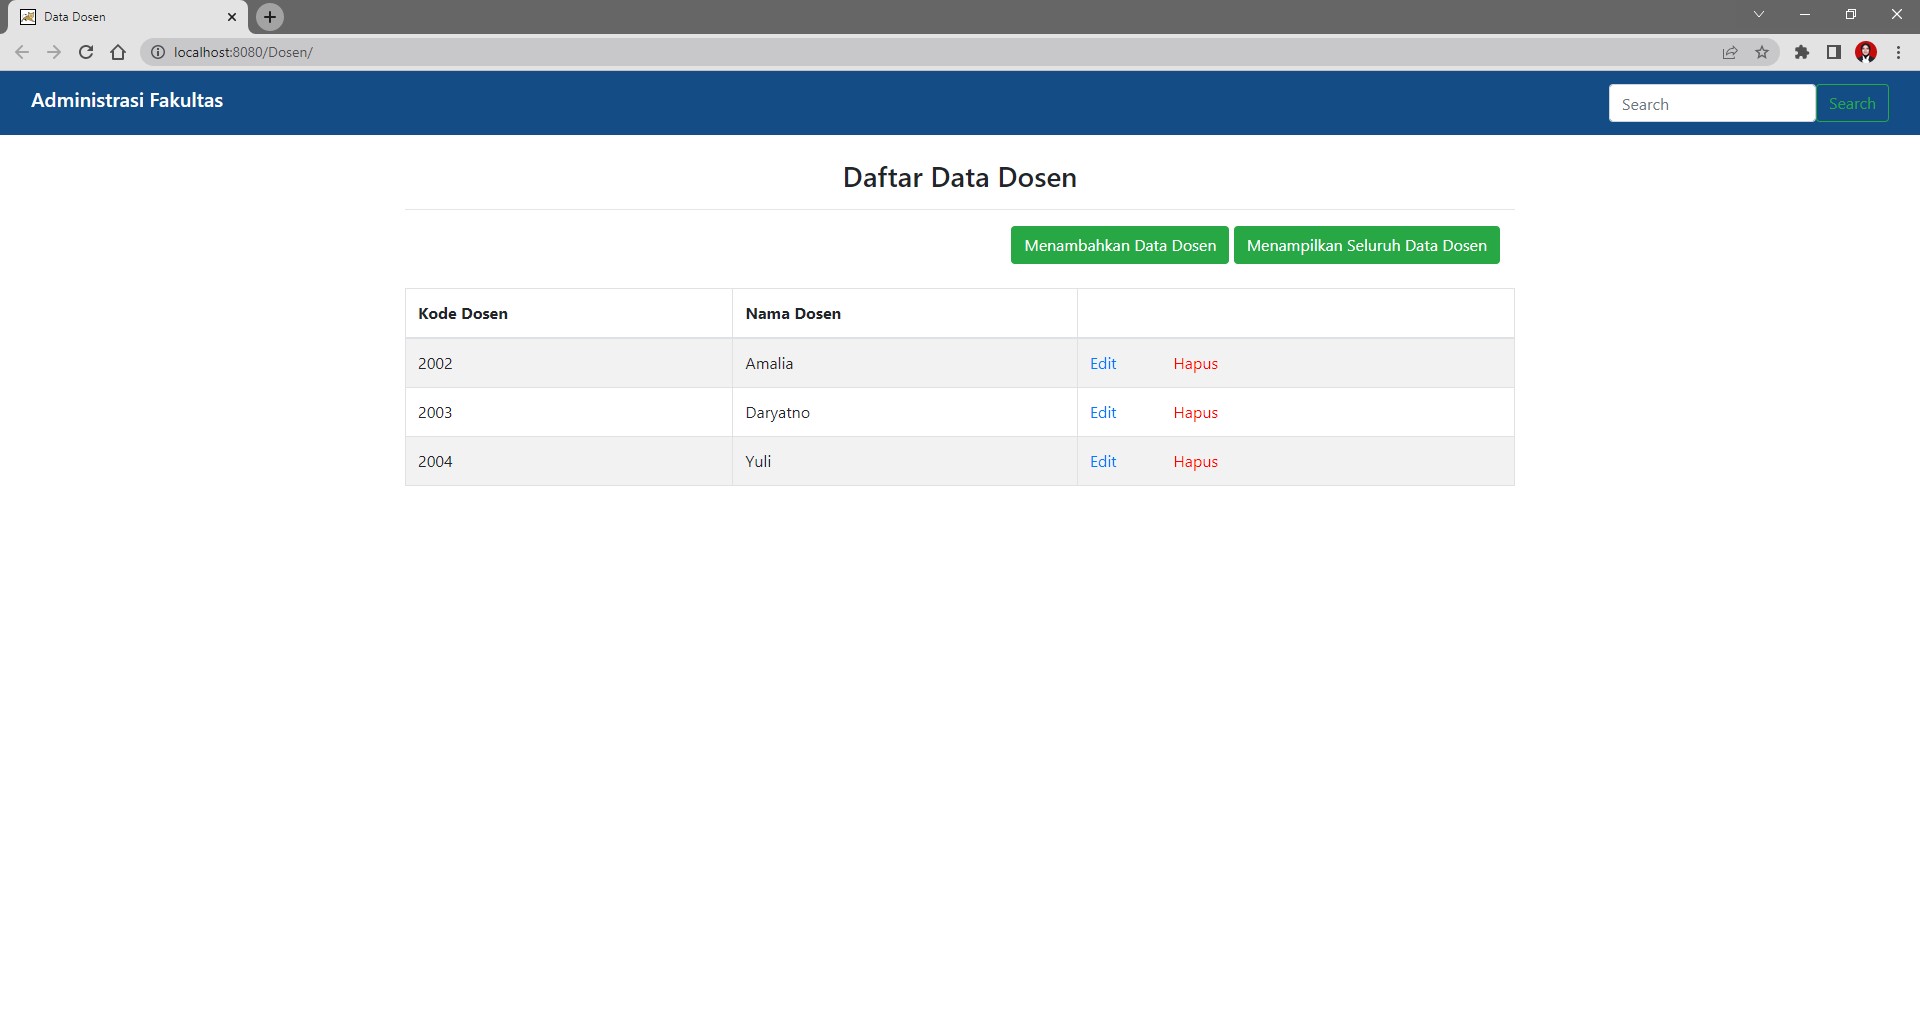 Data Dosen
localhost:8080/Dosen/
Administrasi Fakultas
Search Search
Daftar Data Dosen
Menambahkan Data Dosen Menampilkan Seluruh Data Dosen
Kode Dosen Nama Dosen
2002 Amalia Edit Hapus
2003 Daryatno Edit Hapus
2004 Yuli Edit Hapus